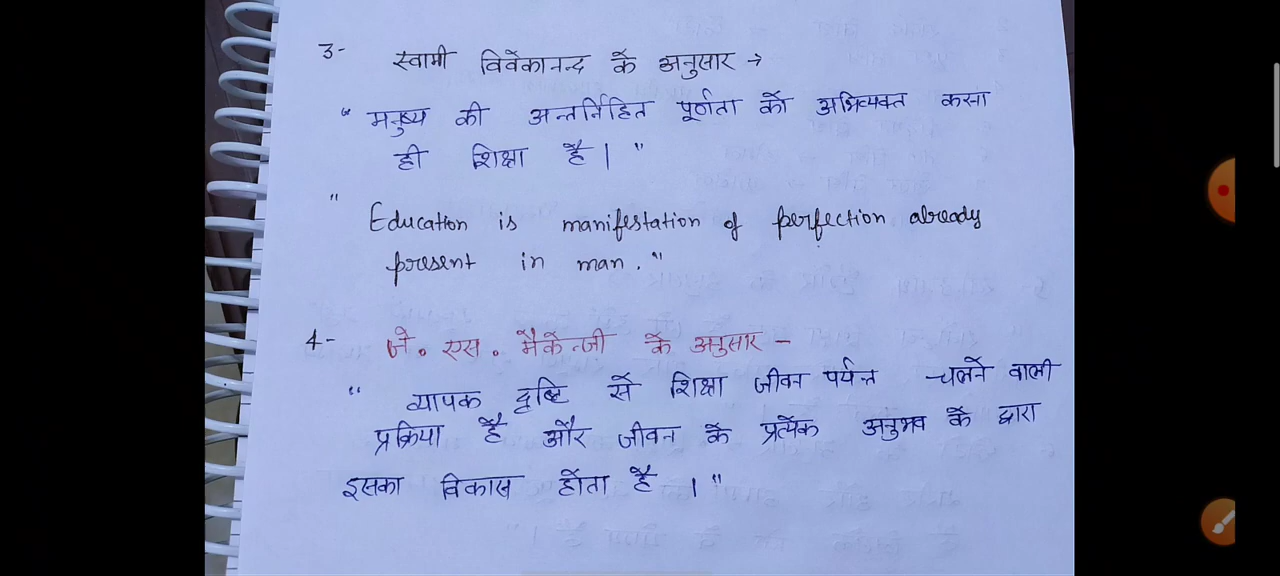 3- स्वामी विवेकानन्द के अनुसार →
“ मनुष्य की अन्तर्निहित पूर्णता को अभिव्यक्त करना
ही शिक्षा है। ”
" Education is manifestation of perfection already
present in man. "
4- जे. एस. मैकेन्जी के अनुसार -
“ व्यापक दृष्टि से शिक्षा जीवन पर्यन्त चलने वाली
प्रक्रिया है और जीवन के प्रत्येक अनुभव के द्वारा
इसका विकास होता है । "